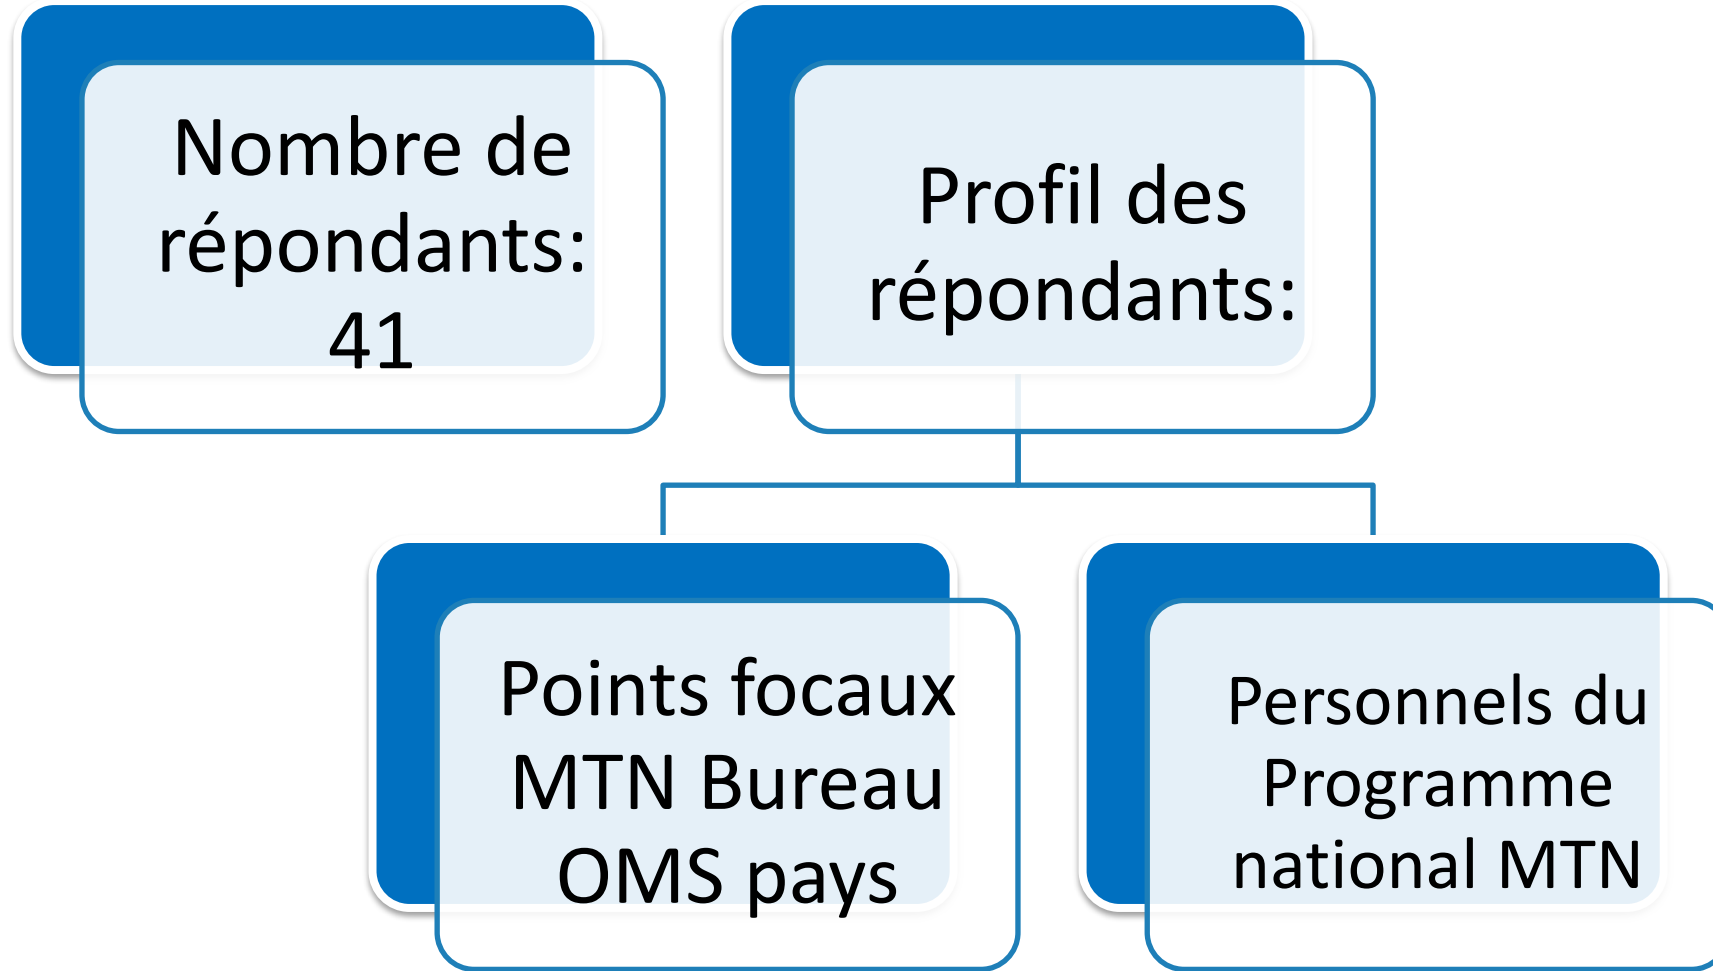 Nombre de
répondants:
41
Profil des
répondants:
Points focaux
MTN Bureau
OMS pays
Personnels du
Programme
national MTN